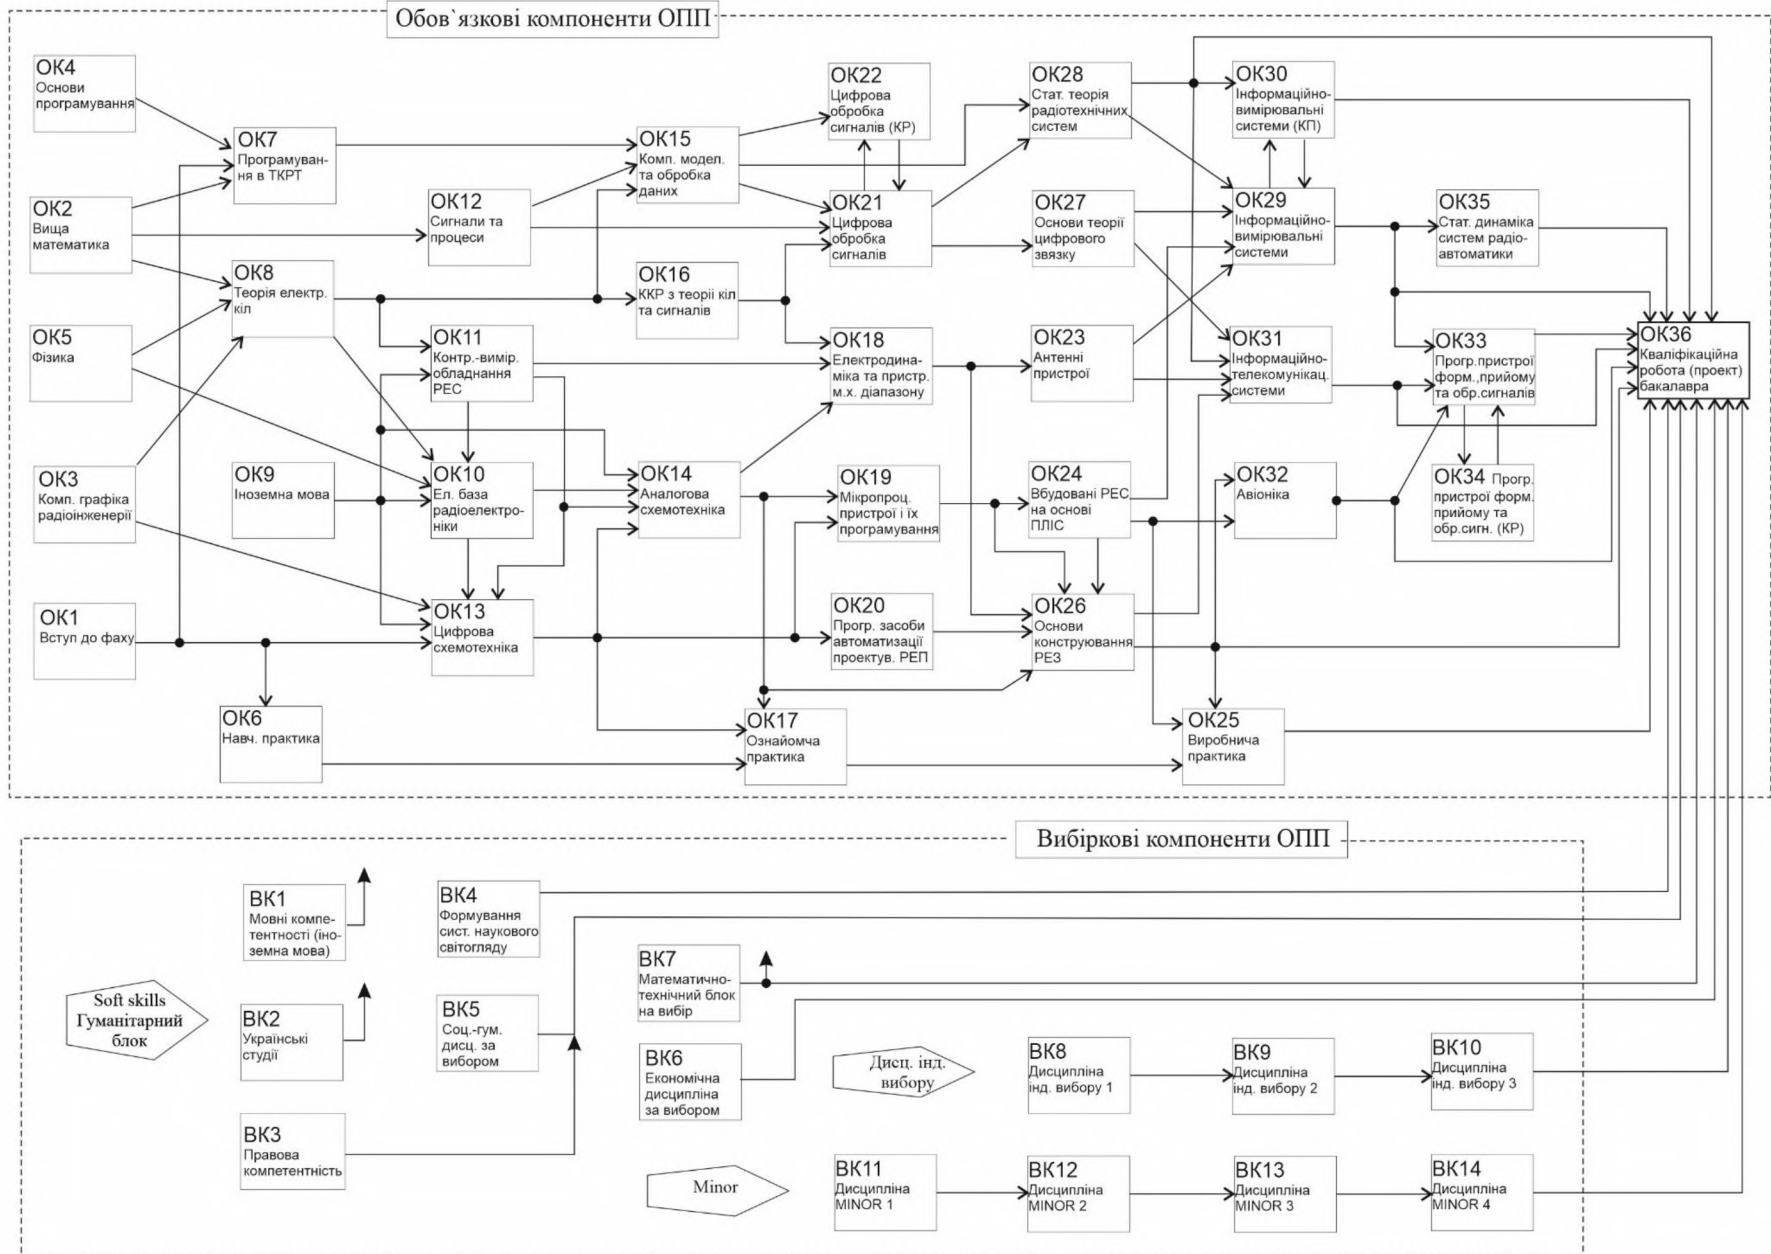 Обов`язкові компоненти ОПП
ОК4
Основи
програмування
ОК2
Вища
математика
ОК5
Фізика
ОК3
Комп. графіка
радіоінженерії
ОК1
Вступ до фаху
ОК7
Програмуван-
ня в ТКРТ
ОК8
Теорія електр.
кіл
ОК9
Іноземна мова
ОК6
Навч. практика
ОК12
Сигнали та
процеси
ОК11
Контр.-вимір.
обладнання
РЕС
ОК10
Ел. база
радіоелектро-
ніки
ОК13
Цифрова
схемотехніка
ОК15
Комп. модел.
та обробка
даних
ОК16
ККР з теорії кіл
та сигналів
ОК14
Аналогова
схемотехніка
ОК17
Ознайомча
практика
ОК22
Цифрова
обробка
сигналів (КР)
ОК21
Цифрова
обробка
сигналів
ОК18
Електродина-
міка та пристр.
м.х. діапазону
ОК19
Мікропроц.
пристрої і їх
програмування
ОК20
Прогр. засоби
автоматизації
проектув. РЕП
ОК28
Стат. теорія
радіотехнічних
систем
ОК27
Основи теорії
цифрового
звязку
ОК23
Антенні
пристрої
ОК24
Вбудовані РЕС
на основі
ПЛІС
ОК26
Основи
конструювання
РЕЗ
ОК25
Виробнича
практика
ОК30
Інформаційно-
вимірювальні
системи (КП)
ОК29
Інформаційно-
вимірювальні
системи
ОК31
Інформаційно-
телекомунікац.
системи
ОК32
Авіоніка
ОК35
Стат. динаміка
систем радіо-
автоматики
ОК33
Прогр.пристрої
форм.,прийому
та обр.сигналів
ОК34 Прогр.
пристрої форм.
прийому та
обр.сигн. (КР)
ОК36
Кваліфікаційна
робота (проект)
бакалавра
Вибіркові компоненти ОПП
Soft skills
Гуманітарний
блок
ВК1
Мовні компе-
тентності (іно-
земна мова)
ВК2
Українські
студії
ВК3
Правова
компетентність
ВК4
Формування
сист. наукового
світогляду
ВК5
Соц.-гум.
дисц. за
вибором
ВК7
Математично-
технічний блок
на вибір
ВК6
Економічна
дисципліна
за вибором
Дисц. інд.
вибору
ВК8
Дисципліна
інд. вибору 1
ВК9
Дисципліна
інд. вибору 2
ВК10
Дисципліна
інд. вибору 3
Minor
ВК11
Дисципліна
MINOR 1
ВК12
Дисципліна
MINOR 2
ВК13
Дисципліна
MINOR 3
ВК14
Дисципліна
MINOR 4